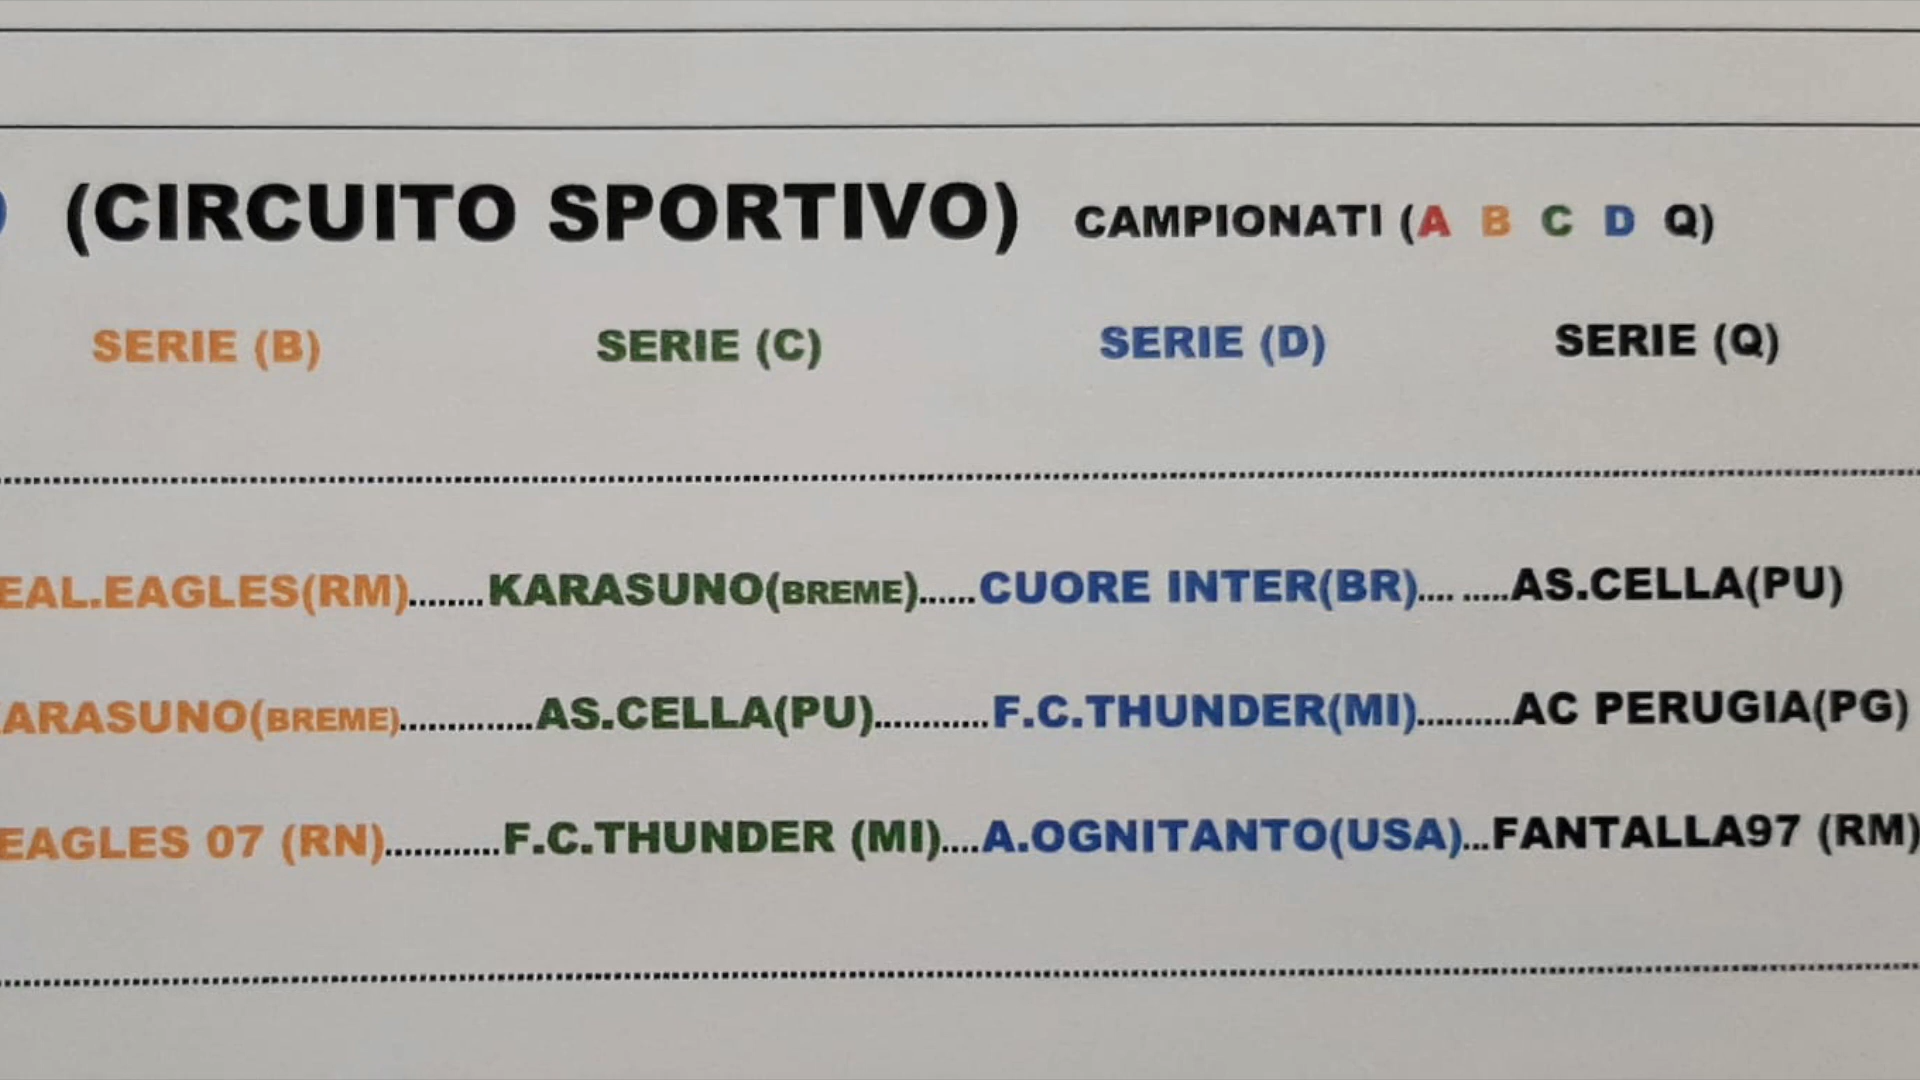 (CIRCUITO SPORTIVO) CAMPIONATI (A B C D Q)
SERIE (B) SERIE (C) SERIE (D) SERIE (Q)
EAL.EAGLES(RM)........KARASUNO(BREME)......CUORE INTER(BR).... .....AS.CELLA(PU)
ARASUNO(BREME).............AS.CELLA(PU)............F.C.THUNDER(MI)..........AC PERUGIA(PG)
EAGLES 07 (RN)............F.C.THUNDER (MI)....A.OGNITANTO(USA)...FANTALLA97 (RM)